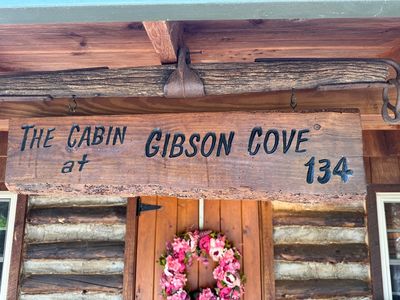 The Cabin
at
Gibson Cove
134